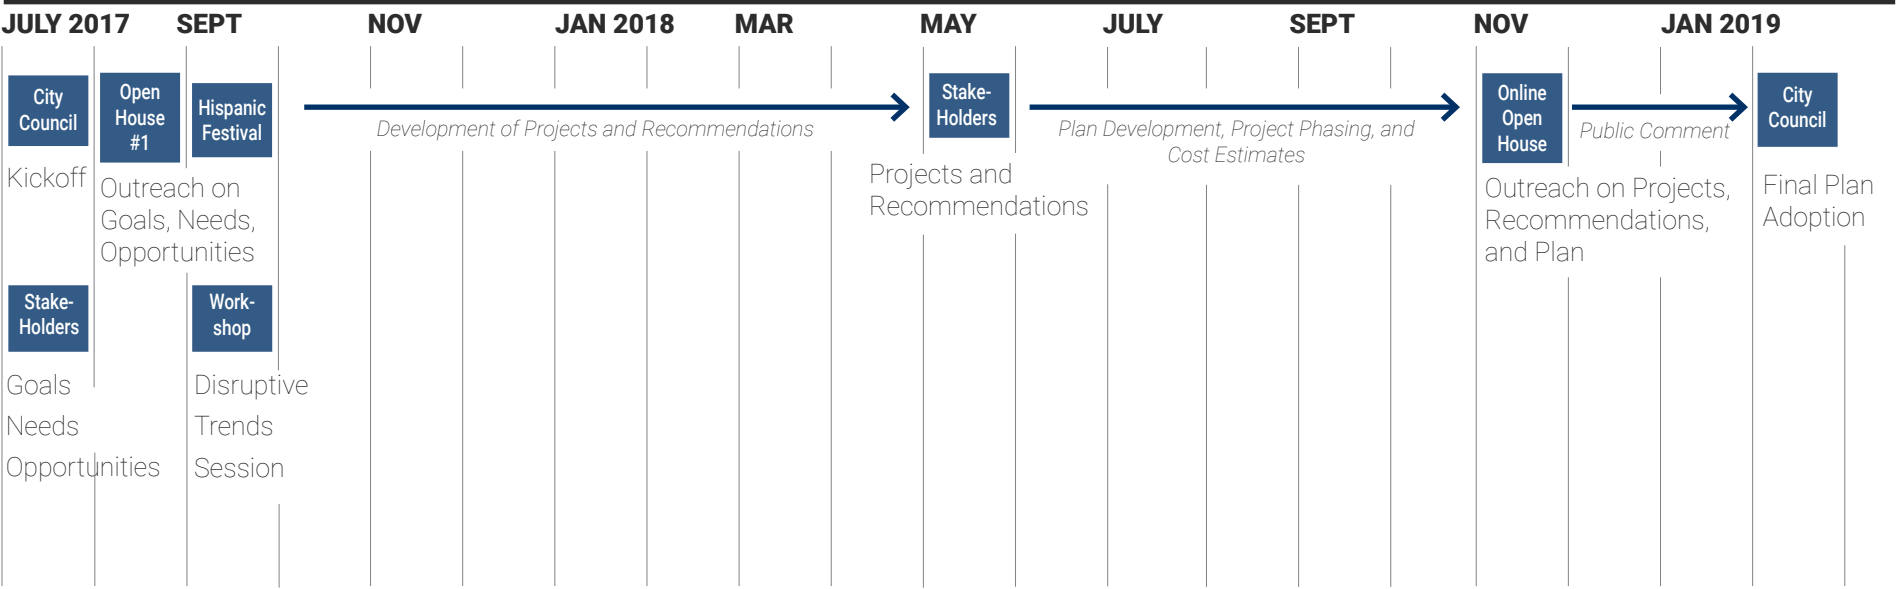 JULY 2017 SEPT NOV JAN 2018 MAR MAY JULY SEPT NOV JAN 2019
City
Council
Kickoff
Open
House
#1
Outreach on
Goals, Needs,
Opportunities
Hispanic
Festival
Development of Projects and Recommendations
Stake-
Holders
Projects and
Recommendations
Plan Development, Project Phasing, and
Cost Estimates
Online
Open
House
Outreach on Projects,
Recommendations,
and Plan
Public Comment
City
Council
Final Plan
Adoption
Stake-
Holders
Goals
Needs
Opportunities
Work-
shop
Disruptive
Trends
Session